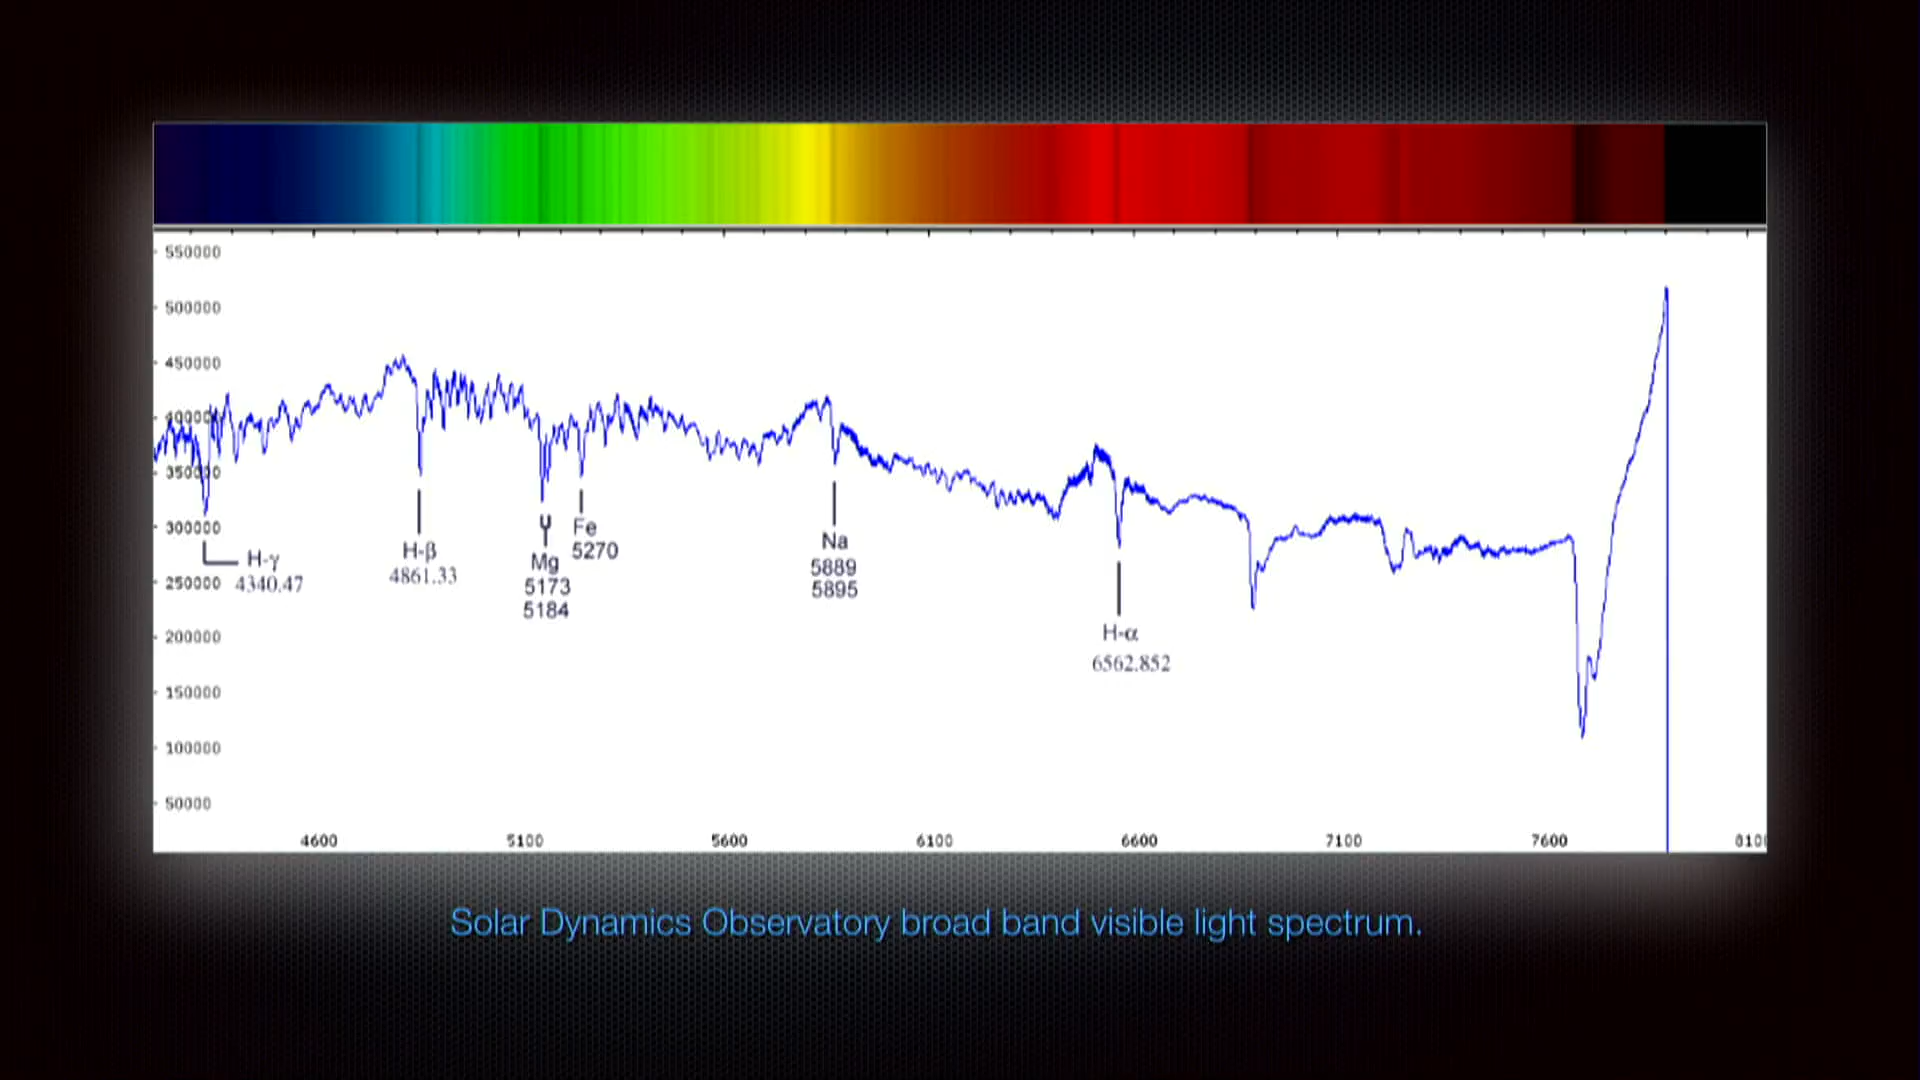 550000
500000
450000
400000
350000
300000
250000
200000
150000
100000
50000
H-γ
4340.47
H-β
4861.33
Mg
5173
5184
Fe
5270
Na
5889
5895
H-α
6562.852
4600 5100 5600 6100 6600 7100 7600 8100
Solar Dynamics Observatory broad band visible light spectrum.